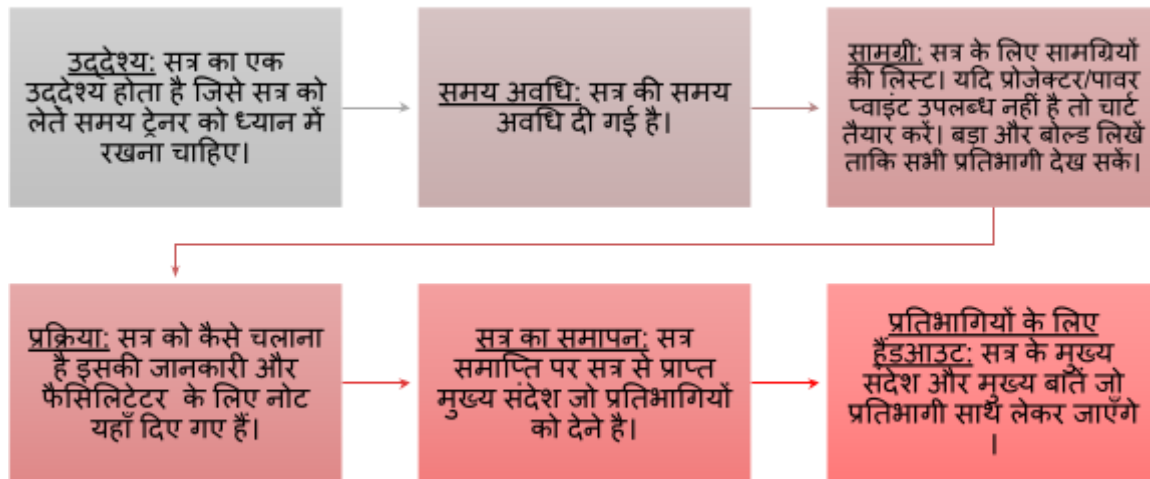 उद्देश्य: सत्र का एक
उद्देश्य होता है जिसे सत्र को
लेते समय ट्रेनर को ध्यान में
रखना चाहिए।
समय अवधि: सत्र की समय
अवधि दी गई है।
सामग्री: सत्र के लिए सामग्रियों
की लिस्ट। यदि प्रोजेक्टर/पावर
प्वाइंट उपलब्ध नहीं है तो चार्ट
तैयार करें। बड़ा और बोल्ड लिखें
ताकि सभी प्रतिभागी देख सकें।
प्रक्रिया: सत्र को कैसे चलाना
है इसकी जानकारी और
फैसिलिटेटर के लिए नोट
यहाँ दिए गए हैं।
सत्र का समापन: सत्र
समाप्ति पर सत्र से प्राप्त
मुख्य संदेश जो प्रतिभागियों
को देने है।
प्रतिभागियों के लिए
हैंडआउट: सत्र के मुख्य
संदेश और मुख्य बातें जो
प्रतिभागी साथ लेकर जाएँगे
।